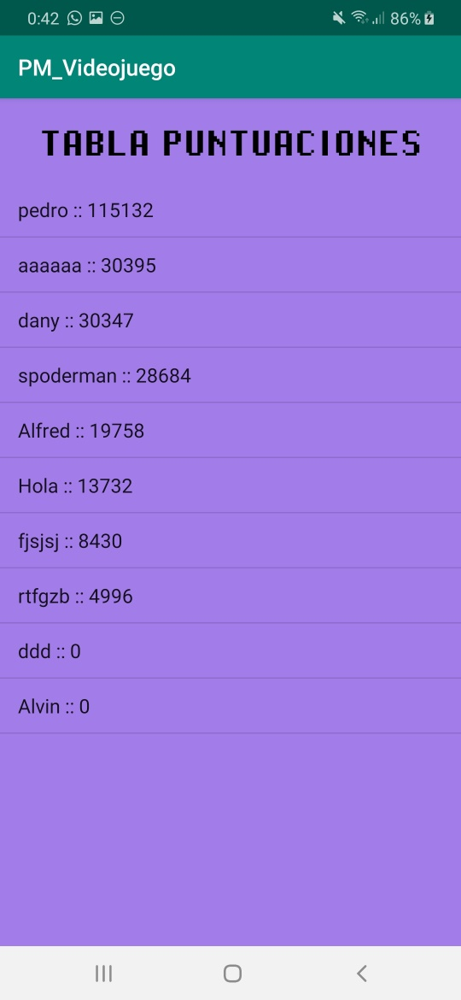 0:42 86%
PM_Videojuego
TABLA PUNTUACIONES
pedro :: 115132
aaaaaa :: 30395
dany :: 30347
spoderman :: 28684
Alfred :: 19758
Hola :: 13732
fjsjsj :: 8430
rtfgzb :: 4996
ddd :: 0
Alvin :: 0